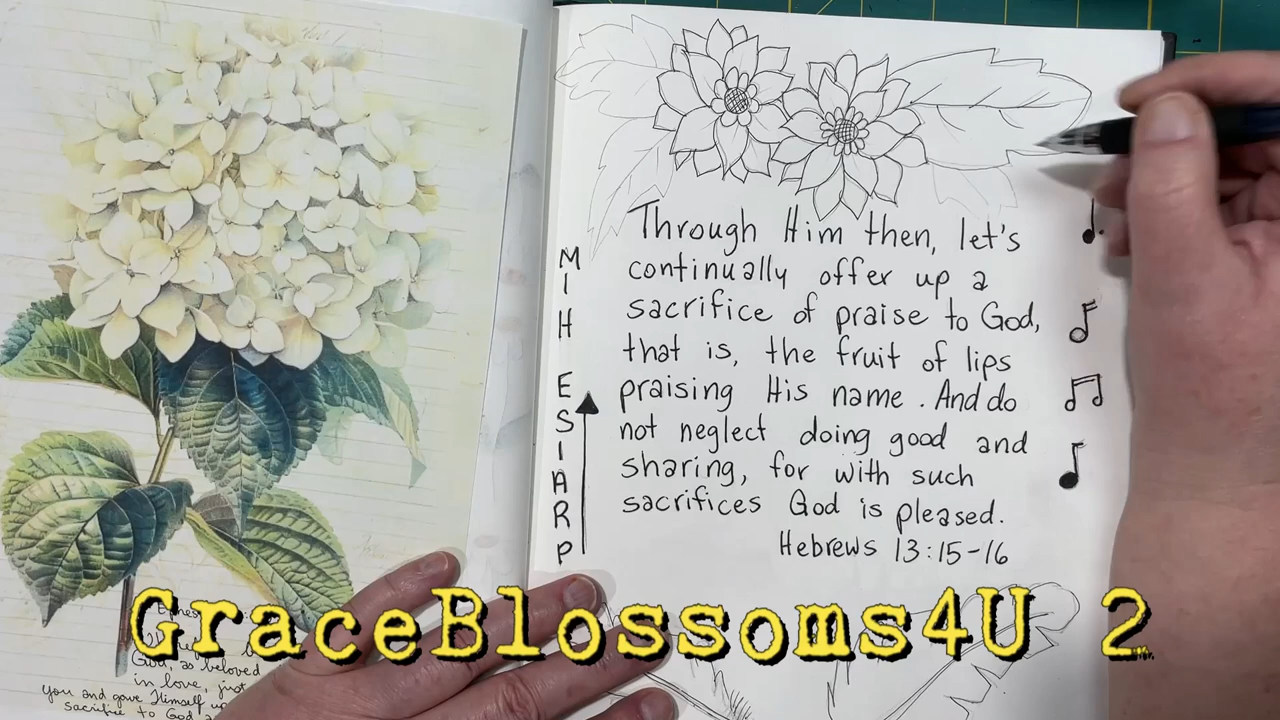 Through Him then, let's
continually offer up a
sacrifice of praise to God,
that is, the fruit of lips
praising His name. And do
not neglect doing good and
sharing, for with such
sacrifices God is pleased.
Hebrews 13:15-16
M
I
H
E
S
I
A
R
P
God, as beloved
in love, just
you and gave Himself up
sacrifice to God a
GraceBlossoms4U 2